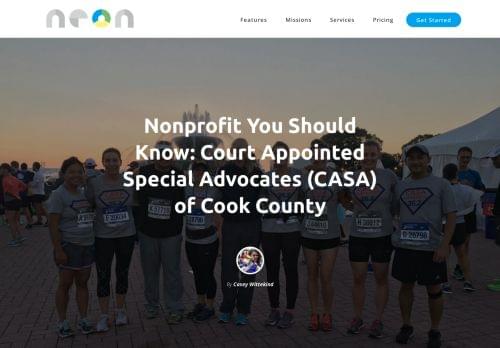 neon
Features Missions Services Pricing Get Started
Nonprofit You Should
Know: Court Appointed
Special Advocates (CASA)
of Cook County
By Casey Wittekind